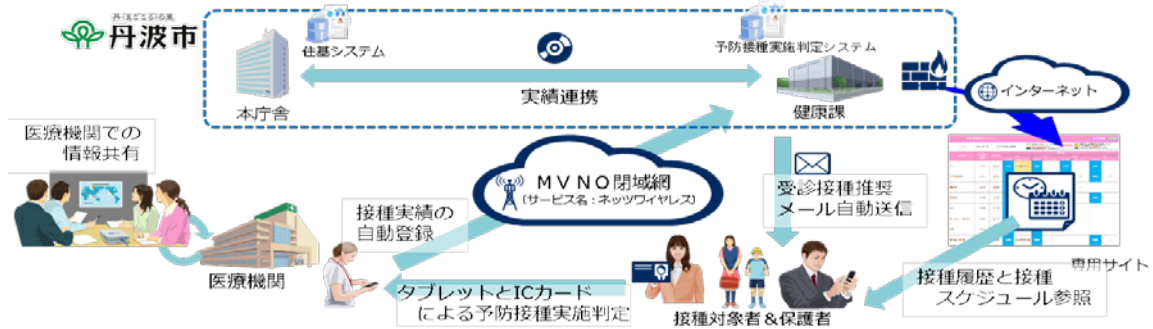 丹波市
住基システム
予防接種実施判定システム
本庁舎
実績連携
健康課
インターネット
医療機関での
情報共有
MVNO閉域網
(サービス名:ネッツワイヤレス)
接種実績の
自動登録
受診接種推奨
メール自動送信
医療機関
タブレットとICカード
による予防接種実施判定
接種対象者&保護者
専用サイト
接種履歴と接種
スケジュール参照